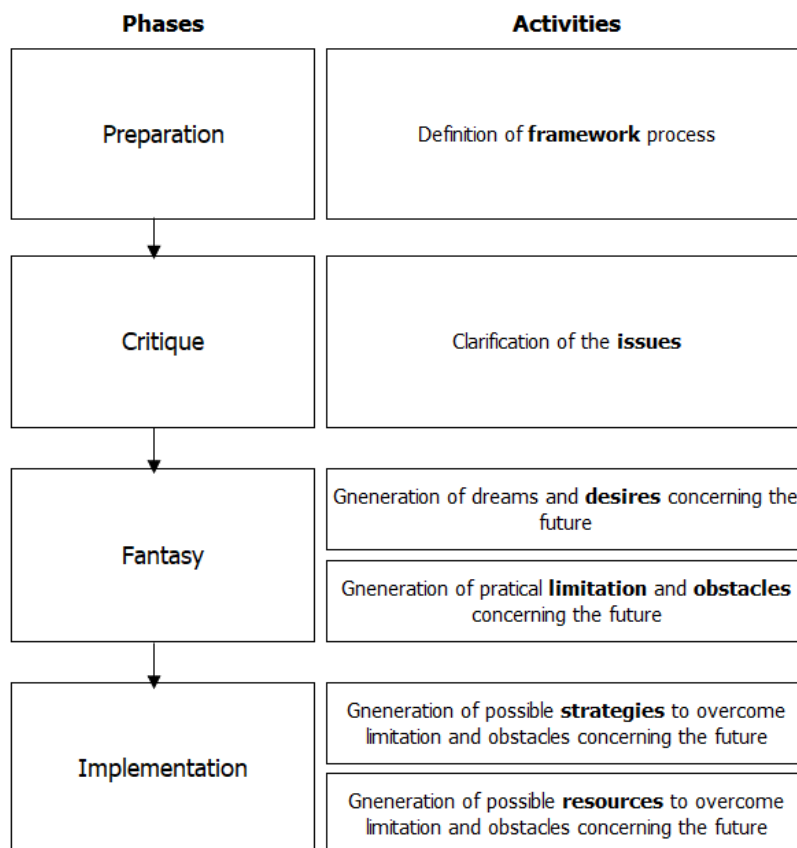 Phases
Activities
Preparation
Definition of framework process
Critique
Clarification of the issues
Fantasy
Gneneration of dreams and desires concerning the
future
Gneneration of pratical limitation and obstacles
concerning the future
Implementation
Gneneration of possible strategies to overcome
limitation and obstacles concerning the future
Gneneration of possible resources to overcome
limitation and obstacles concerning the future